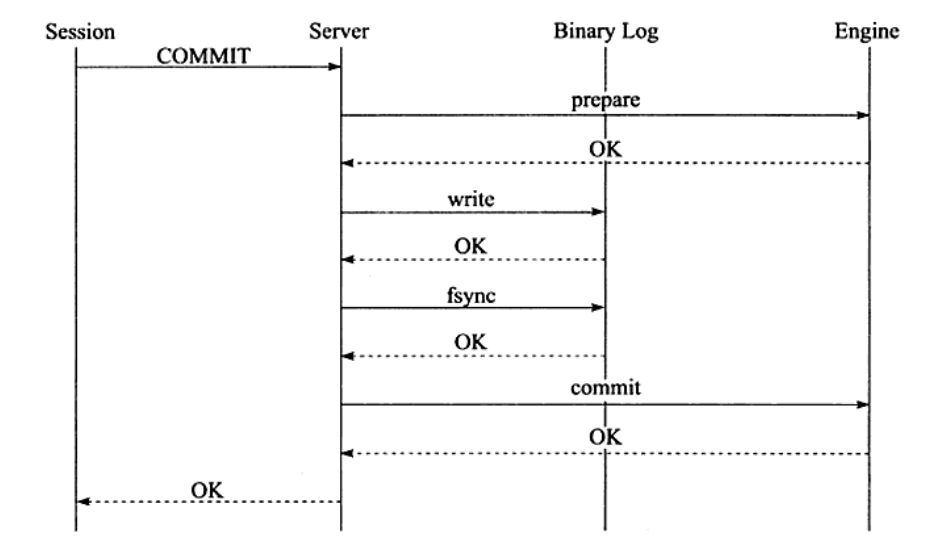 Session Server Binary Log Engine
COMMIT
prepare
OK
write
OK
fsync
OK
commit
OK
OK